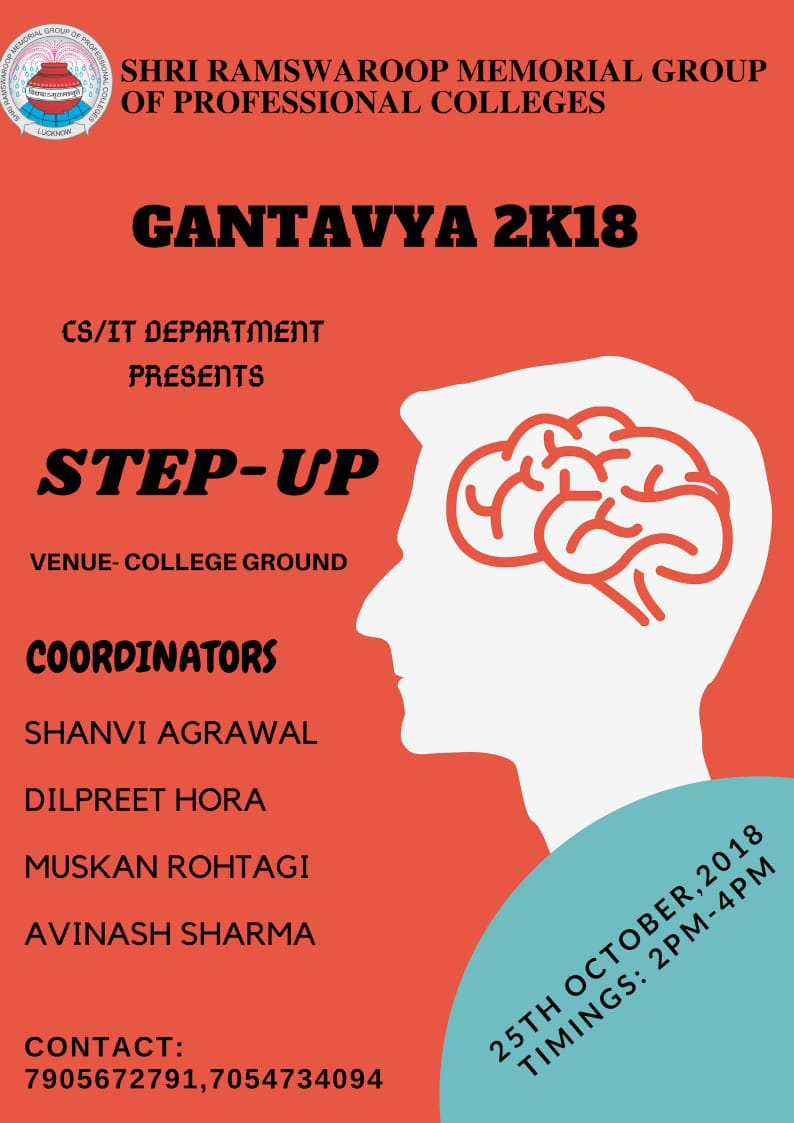 SHRI RAMSWAROOP MEMORIAL GROUP OF PROFESSIONAL COLLEGES
LUCKNOW
SHRI RAMSWAROOP MEMORIAL GROUP
OF PROFESSIONAL COLLEGES
GANTAVYA 2K18
CS/IT DEPARTMENT
PRESENTS
STEP-UP
VENUE- COLLEGE GROUND
COORDINATORS
SHANVI AGRAWAL
DILPREET HORA
MUSKAN ROHTAGI
AVINASH SHARMA
CONTACT:
7905672791,7054734094
25TH OCTOBER,2018
TIMINGS: 2PM-4PM